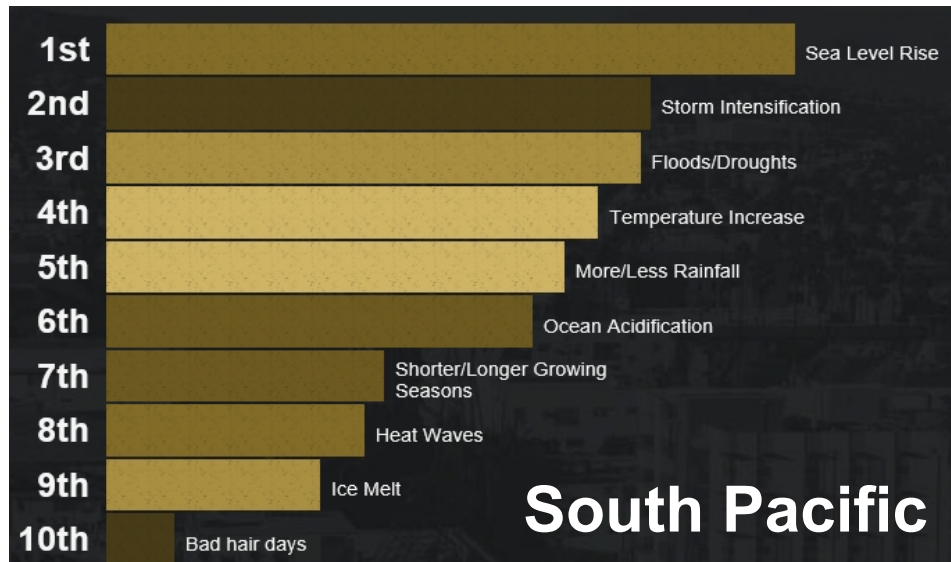 1st
Sea Level Rise
2nd
Storm Intensification
3rd
Floods/Droughts
4th
Temperature Increase
5th
More/Less Rainfall
6th
Ocean Acidification
7th
Shorter/Longer Growing
Seasons
8th
Heat Waves
9th
Ice Melt
10th
Bad hair days
South Pacific